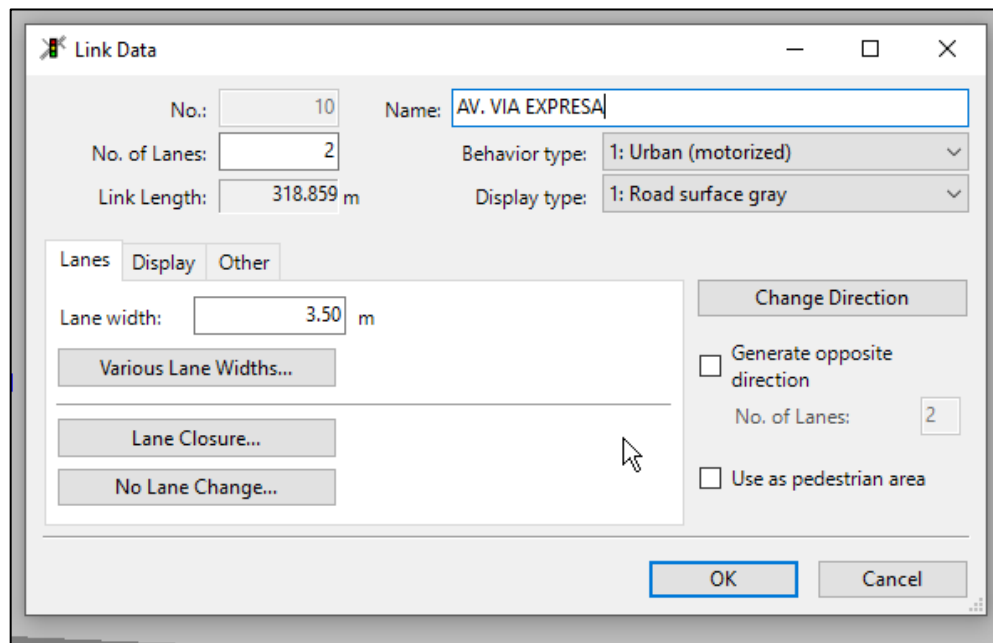 Link Data
No.: 10 Name: AV. VIA EXPRESA
No. of Lanes: 2 Behavior type: 1: Urban (motorized)
Link Length: 318.859 m Display type: 1: Road surface gray
Lanes Display Other
Lane width: 3.50 m
Various Lane Widths...
Lane Closure...
No Lane Change...
Change Direction
Generate opposite
direction
No. of Lanes: 2
Use as pedestrian area
OK Cancel